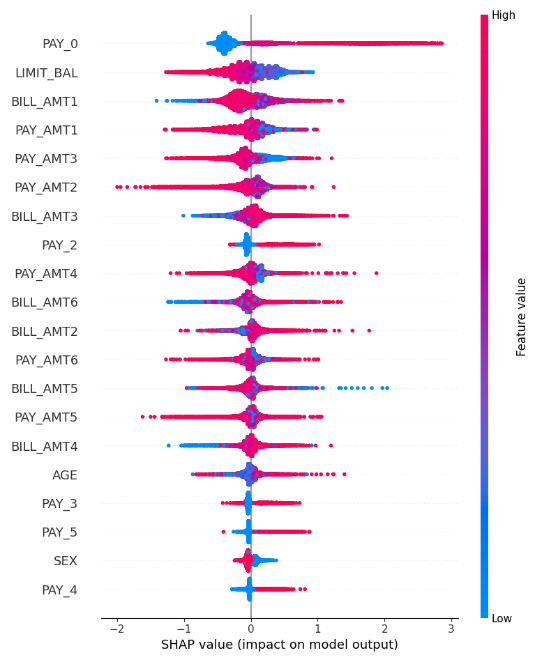 High
PAY_0
LIMIT_BAL
BILL_AMT1
PAY_AMT1
PAY_AMT3
PAY_AMT2
BILL_AMT3
PAY_2
PAY_AMT4
BILL_AMT6
BILL_AMT2
PAY_AMT6
BILL_AMT5
PAY_AMT5
BILL_AMT4
AGE
PAY_3
PAY_5
SEX
PAY_4
Feature value
Low
−2 −1 0 1 2 3
SHAP value (impact on model output)